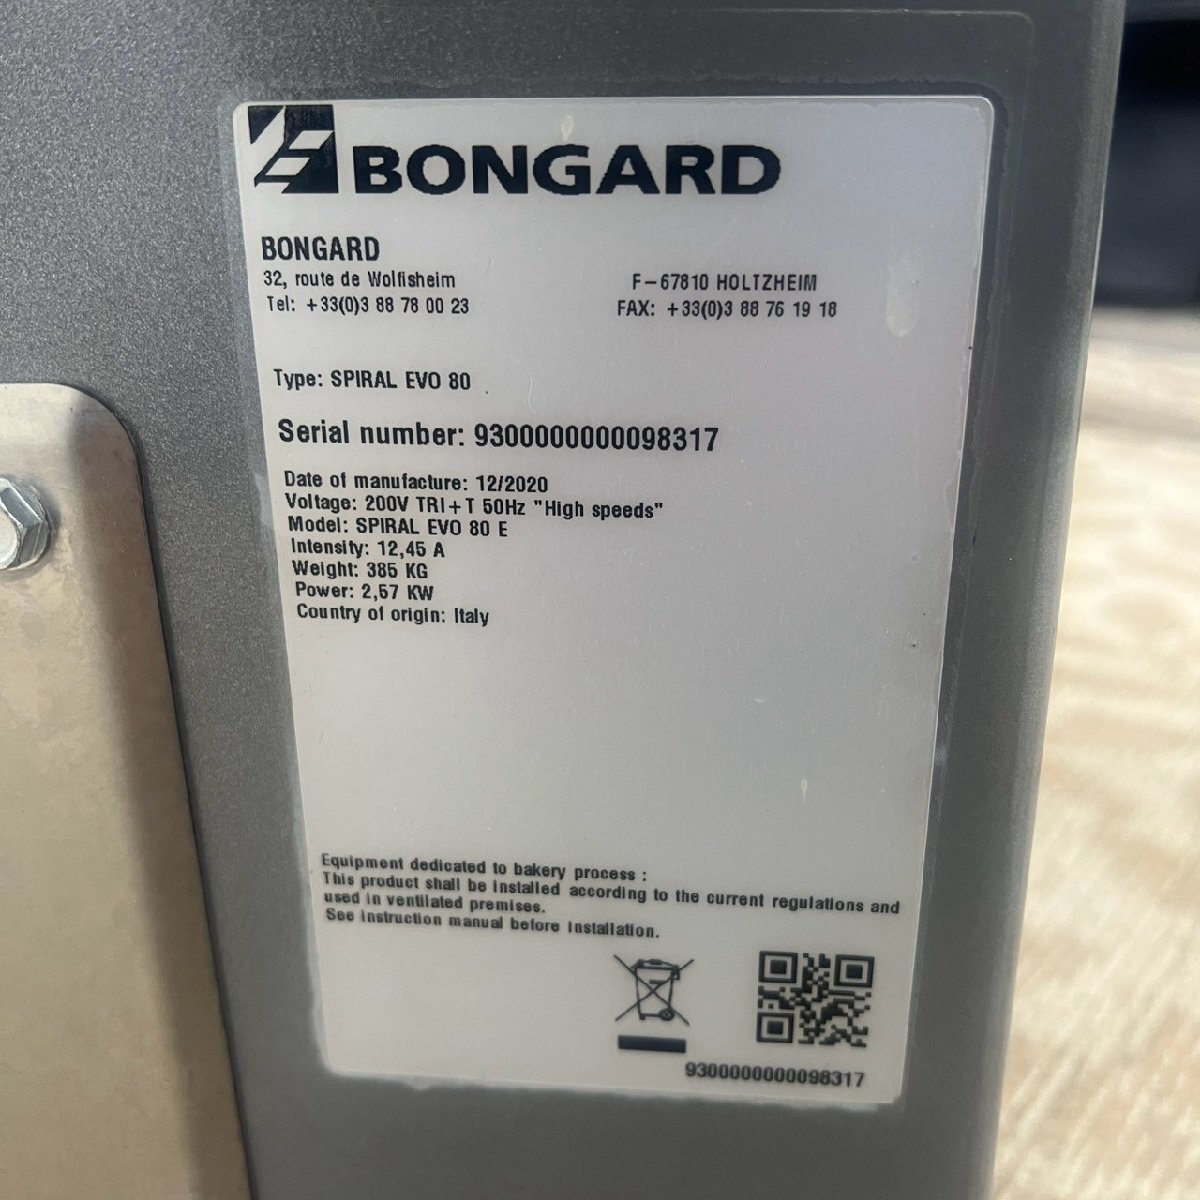 BONGARD
BONGARD
32, route de Wolfisheim F-67810 HOLTZHEIM
Tel: +33(0)3 88 78 00 23 FAX: +33(0)3 88 76 19 18
Type: SPIRAL EVO 80
Serial number: 9300000000098317
Date of manufacture: 12/2020
Voltage: 200V TRI+T 50Hz "High speeds"
Model: SPIRAL EVO 80 E
Intensity: 12,45 A
Weight: 385 KG
Power: 2,57 KW
Country of origin: Italy
Equipment dedicated to bakery process :
This product shall be installed according to the current regulations and
used in ventilated premises.
See instruction manual before installation.
9300000000098317